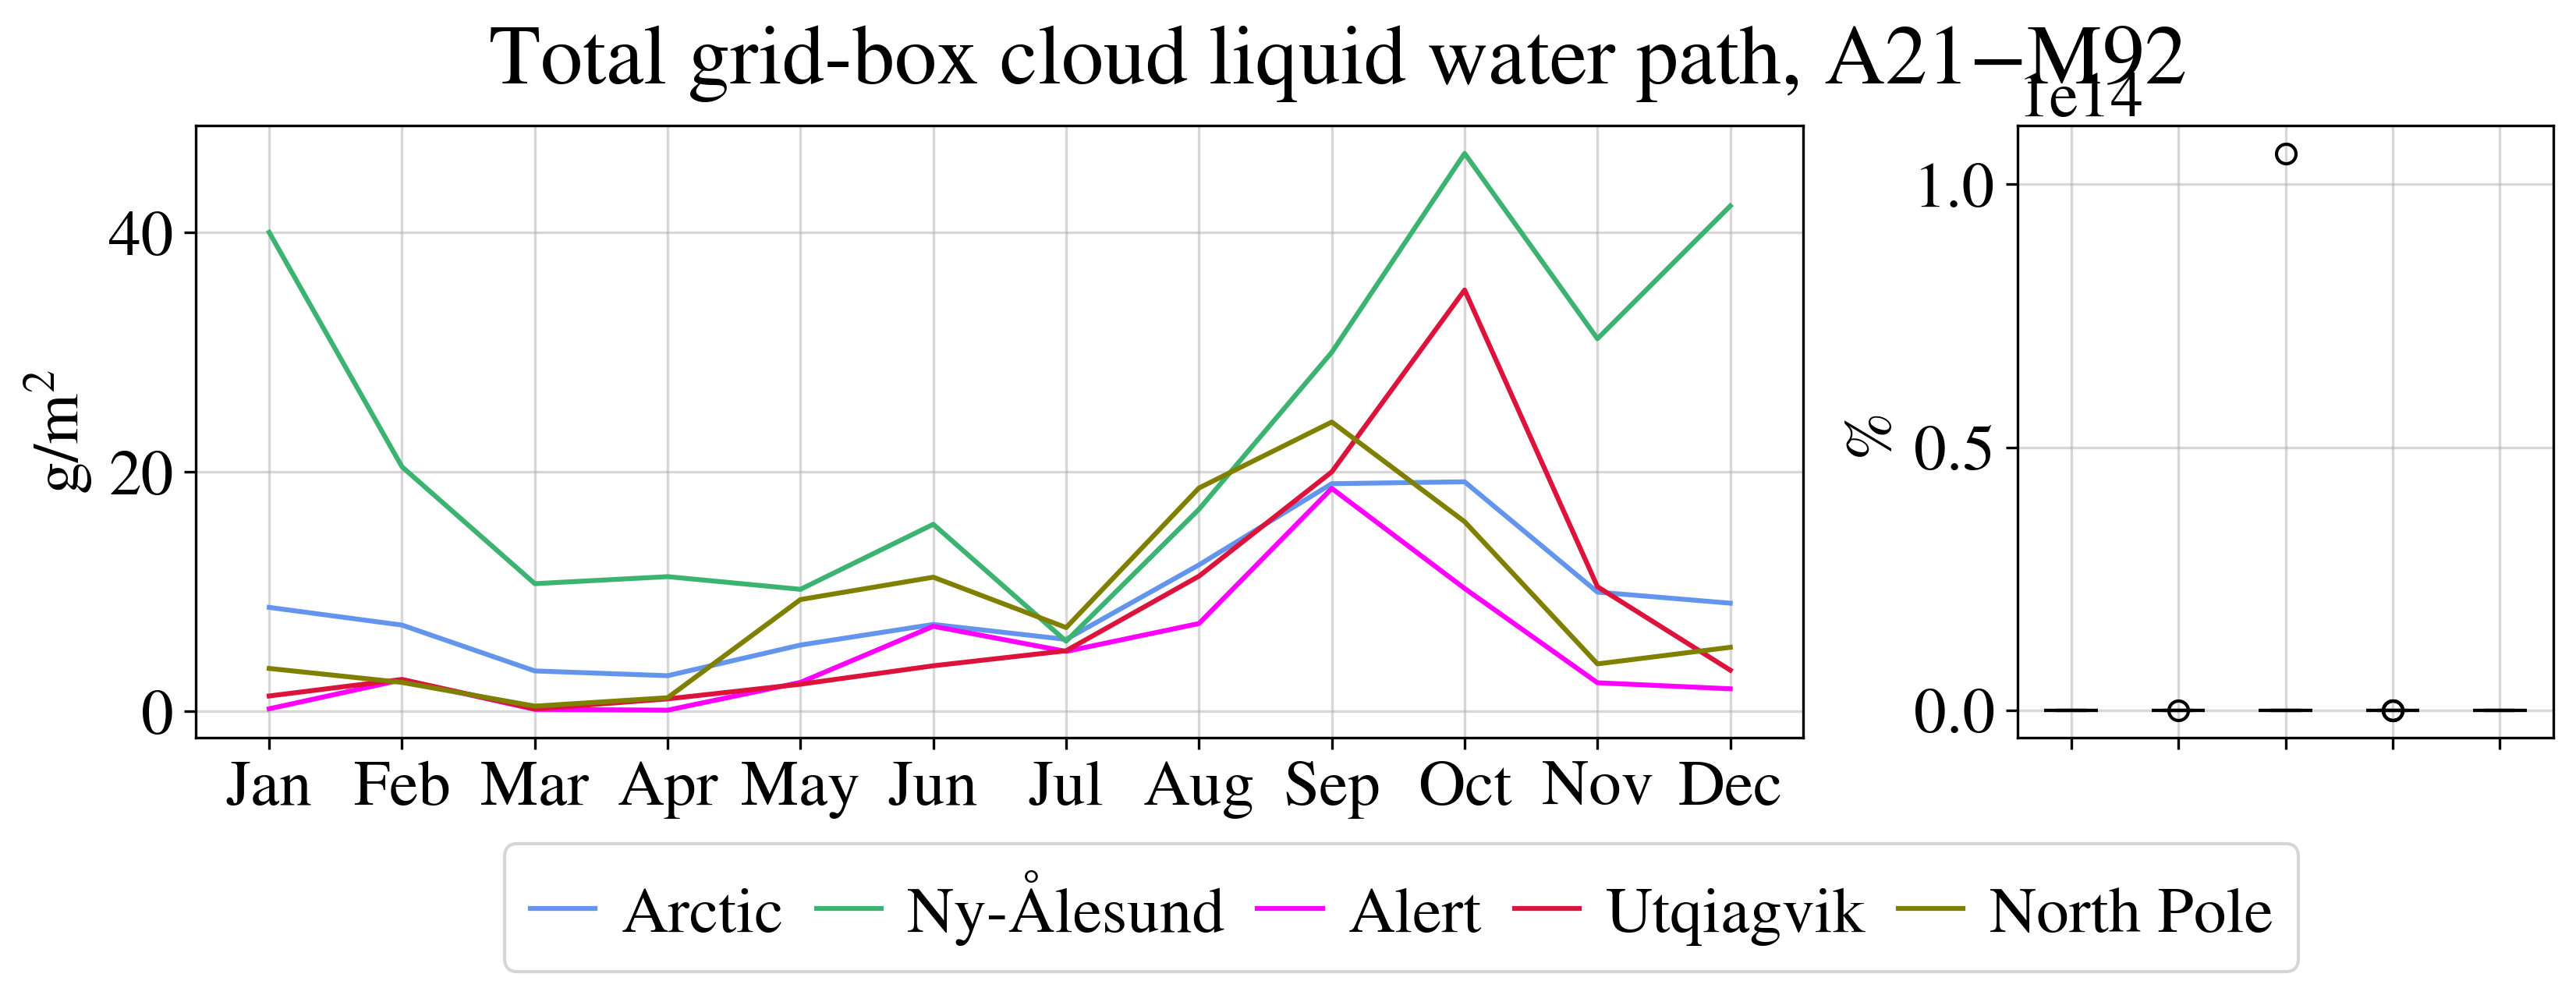 Total grid-box cloud liquid water path, A21−M92
1e14
40
20
0
g/m²
1.0
0.5
0.0
%
Jan Feb Mar Apr May Jun Jul Aug Sep Oct Nov Dec
Arctic Ny-Ålesund Alert Utqiagvik North Pole